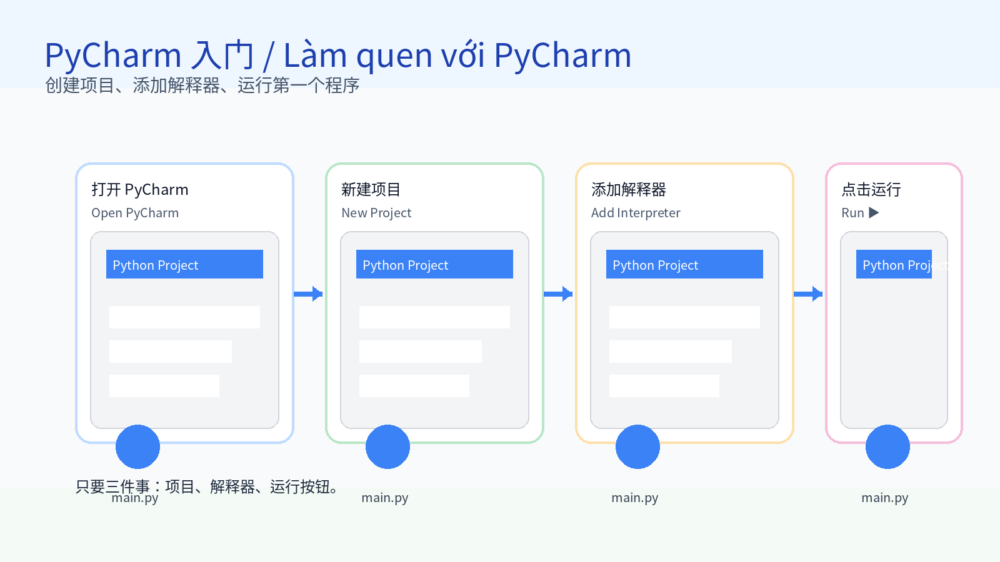 PyCharm 入门 / Làm quen với PyCharm
创建项目、添加解释器、运行第一个程序
打开 PyCharm
Open PyCharm
Python Project
新建项目
New Project
Python Project
添加解释器
Add Interpreter
Python Project
点击运行
Run ▶
Python Project
只要三件事：项目、解释器、运行按钮。
main.py
main.py
main.py
main.py